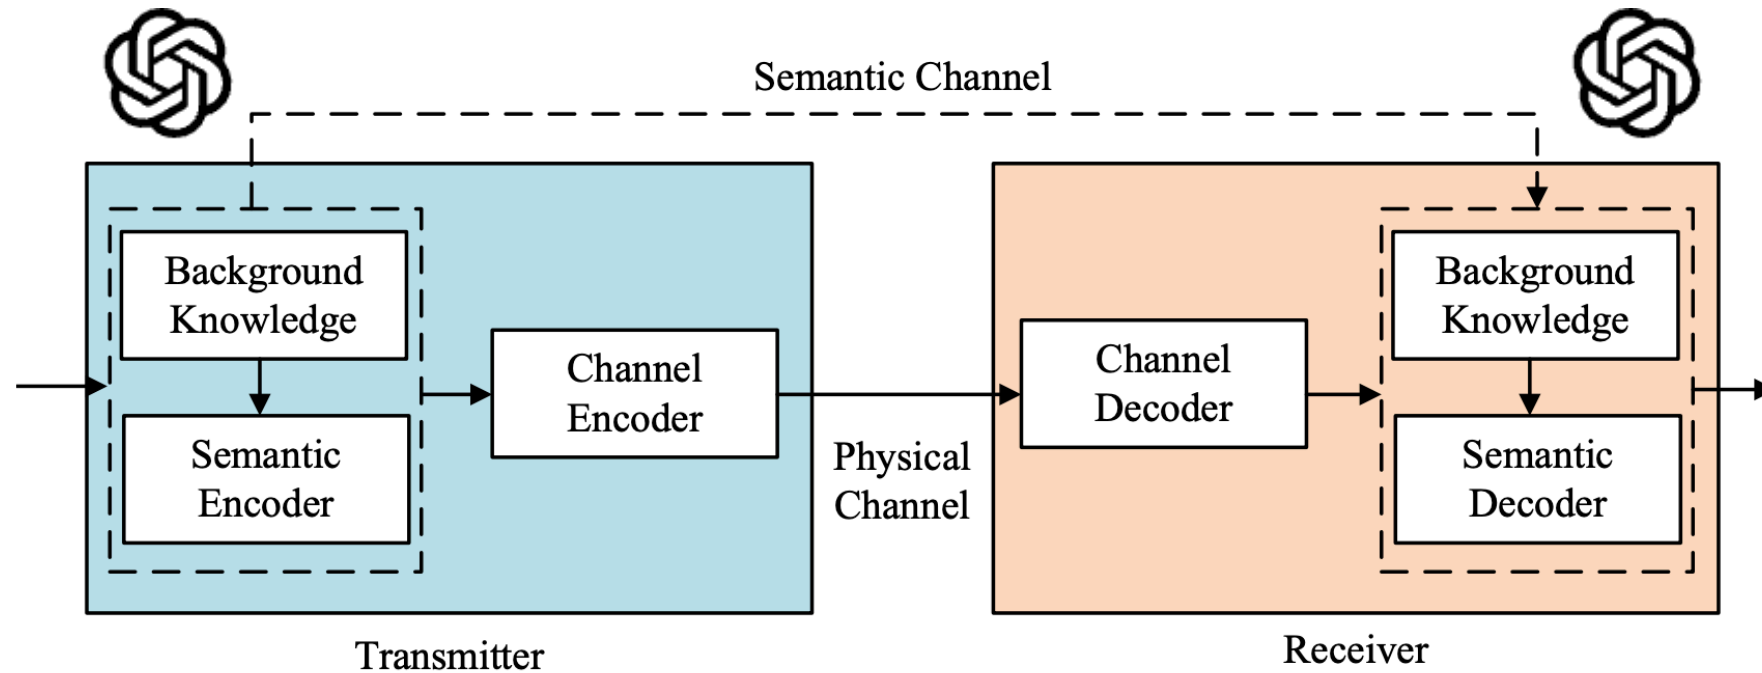 Semantic Channel
Background
Knowledge
Semantic
Encoder
Channel
Encoder
Physical
Channel
Channel
Decoder
Background
Knowledge
Semantic
Decoder
Transmitter
Receiver